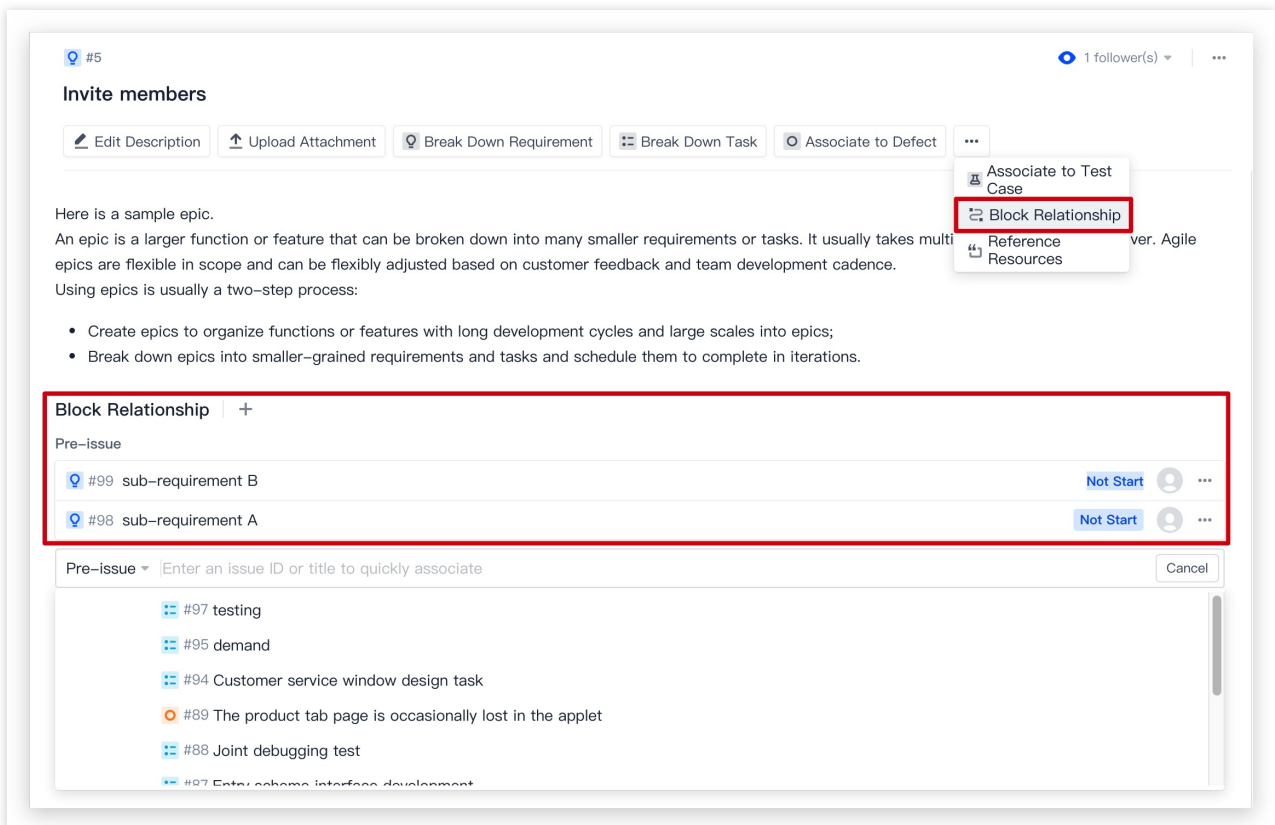 #5
1 follower(s)
Invite members
Edit Description
Upload Attachment
Break Down Requirement
Break Down Task
Associate to Defect
Associate to Test
Case
Block Relationship
Reference
Resources
Here is a sample epic.
An epic is a larger function or feature that can be broken down into many smaller requirements or tasks. It usually takes multi ver. Agile
epics are flexible in scope and can be flexibly adjusted based on customer feedback and team development cadence.
Using epics is usually a two-step process:
• Create epics to organize functions or features with long development cycles and large scales into epics;
• Break down epics into smaller-grained requirements and tasks and schedule them to complete in iterations.
Block Relationship +
Pre-issue
#99 sub-requirement B Not Start
#98 sub-requirement A Not Start
Pre-issue Enter an issue ID or title to quickly associate Cancel
#97 testing
#95 demand
#94 Customer service window design task
#89 The product tab page is occasionally lost in the applet
#88 Joint debugging test
#87 Entry scheme interface development